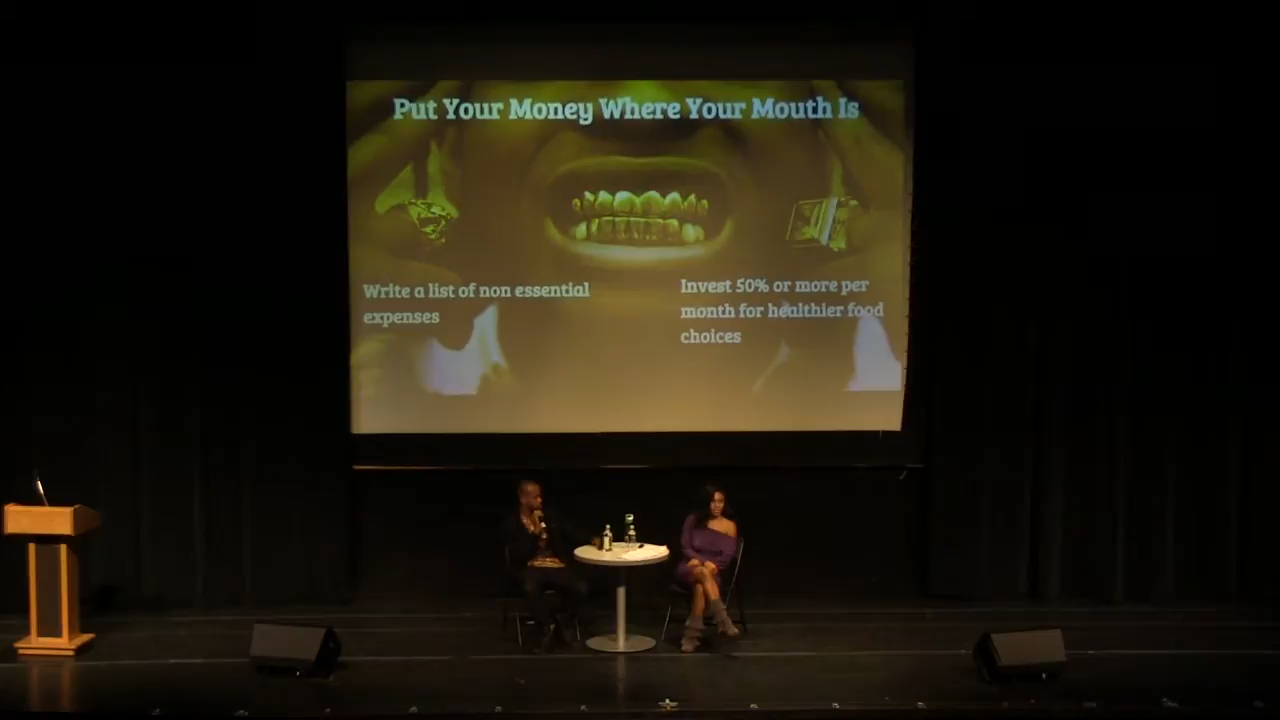 Put Your Money Where Your Mouth Is
Write a list of non essential
expenses
Invest 50% or more per
month for healthier food
choices